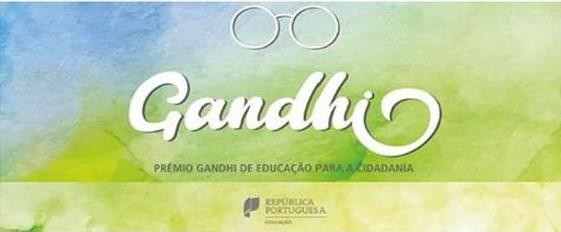 Gandhi
PRÉMIO GANDHI DE EDUCAÇÃO PARA A CIDADANIA
REPÚBLICA
PORTUGUESA
EDUCAÇÃO